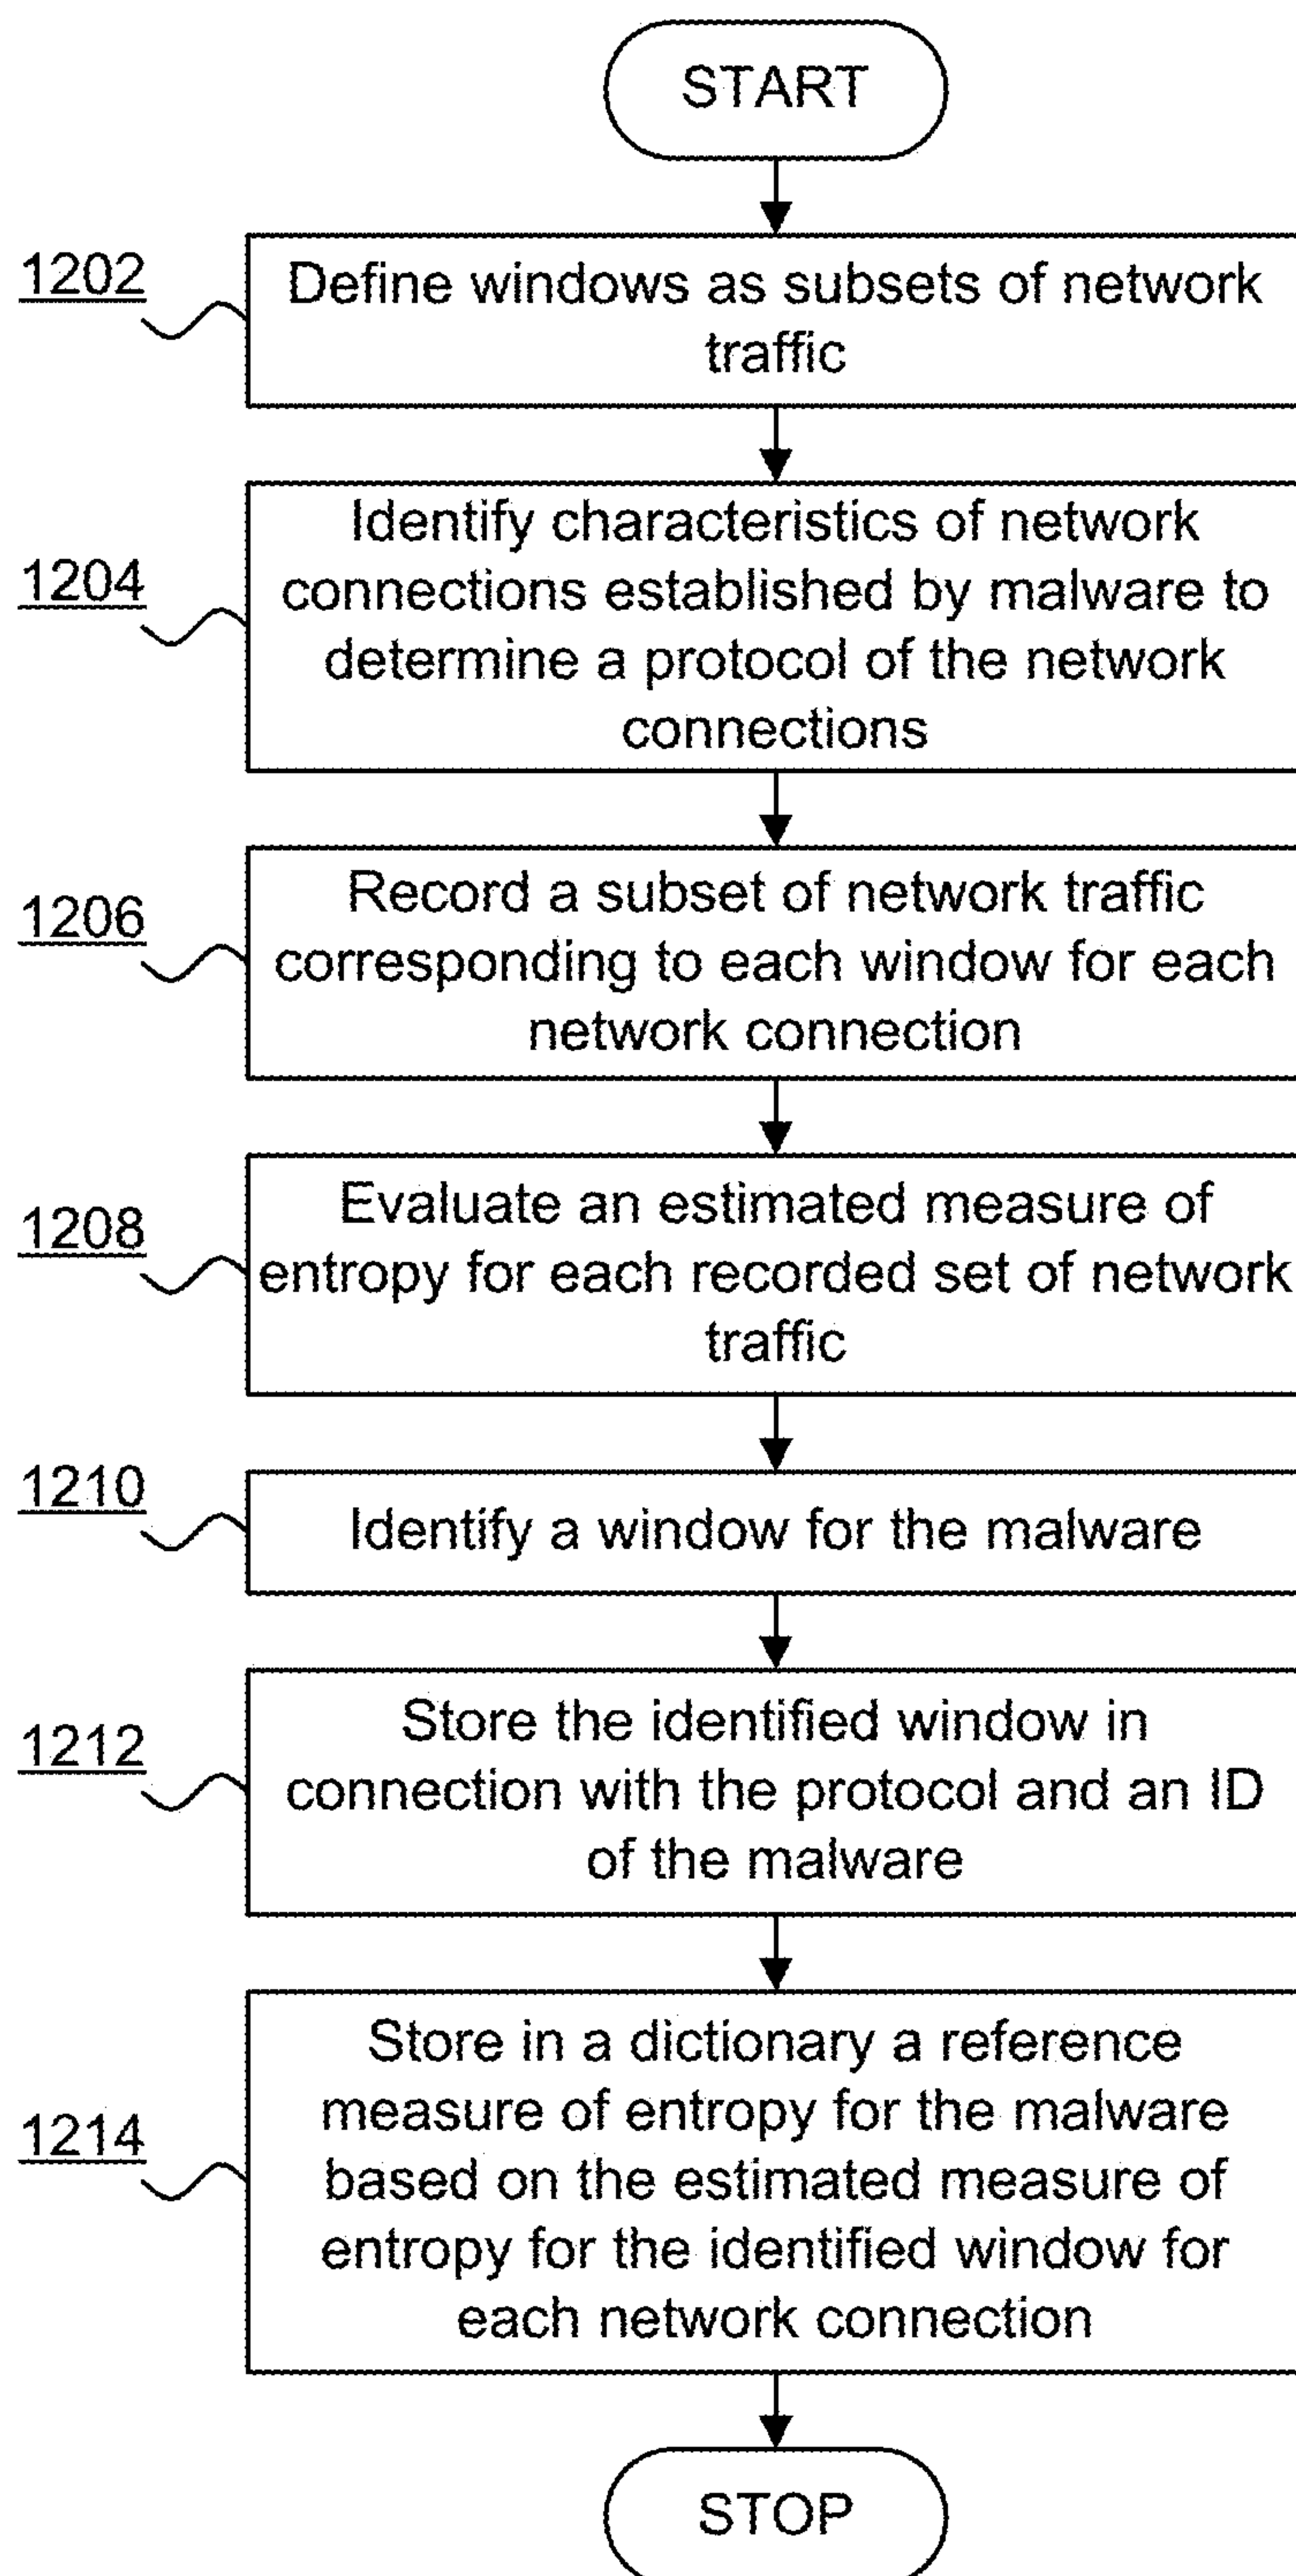 START
1202
Define windows as subsets of network
traffic
1204
Identify characteristics of network
connections established by malware to
determine a protocol of the network
connections
1206
Record a subset of network traffic
corresponding to each window for each
network connection
1208
Evaluate an estimated measure of
entropy for each recorded set of network
traffic
1210
Identify a window for the malware
1212
Store the identified window in
connection with the protocol and an ID
of the malware
1214
Store in a dictionary a reference
measure of entropy for the malware
based on the estimated measure of
entropy for the identified window for
each network connection
STOP